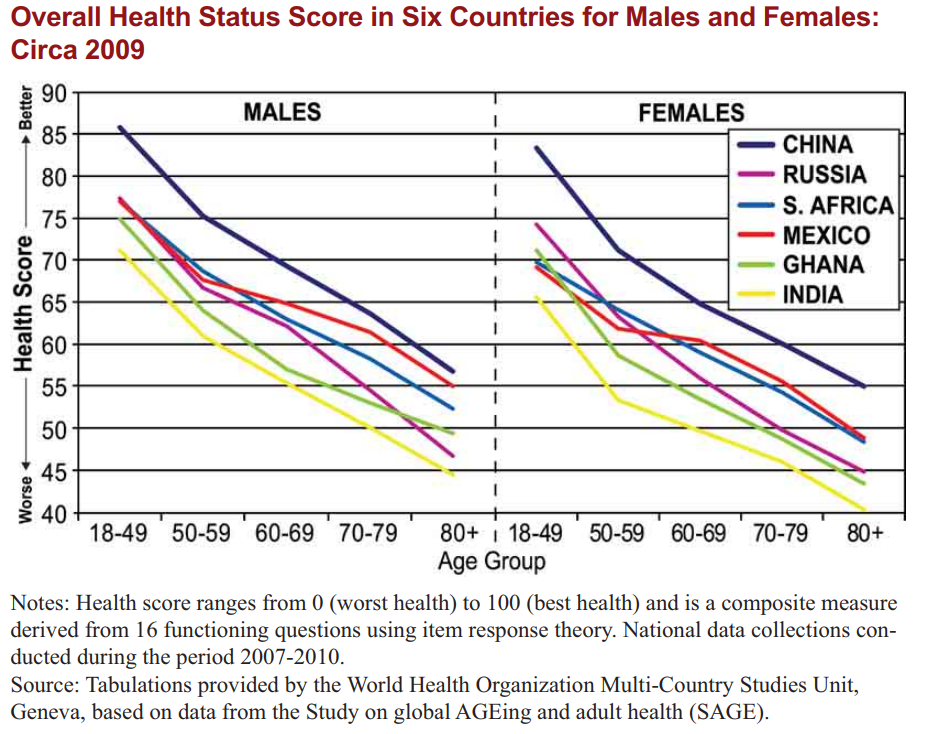 Overall Health Status Score in Six Countries for Males and Females:
Circa 2009
Worse Health Score Better
90
85
80
75
70
65
60
55
50
45
40
MALES
FEMALES
CHINA
RUSSIA
S. AFRICA
MEXICO
GHANA
INDIA
18-49 50-59 60-69 70-79 80+ 18-49 50-59 60-69 70-79 80+
Age Group
Notes: Health score ranges from 0 (worst health) to 100 (best health) and is a composite measure
derived from 16 functioning questions using item response theory. National data collections con-
ducted during the period 2007-2010.
Source: Tabulations provided by the World Health Organization Multi-Country Studies Unit,
Geneva, based on data from the Study on global AGEing and adult health (SAGE).